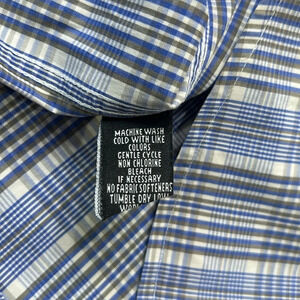 MACHINE WASH
COLD WITH LIKE
COLORS
GENTLE CYCLE
NON CHLORINE
BLEACH
IF NECESSARY
NO FABRIC SOFTENERS
TUMBLE DRY LOW